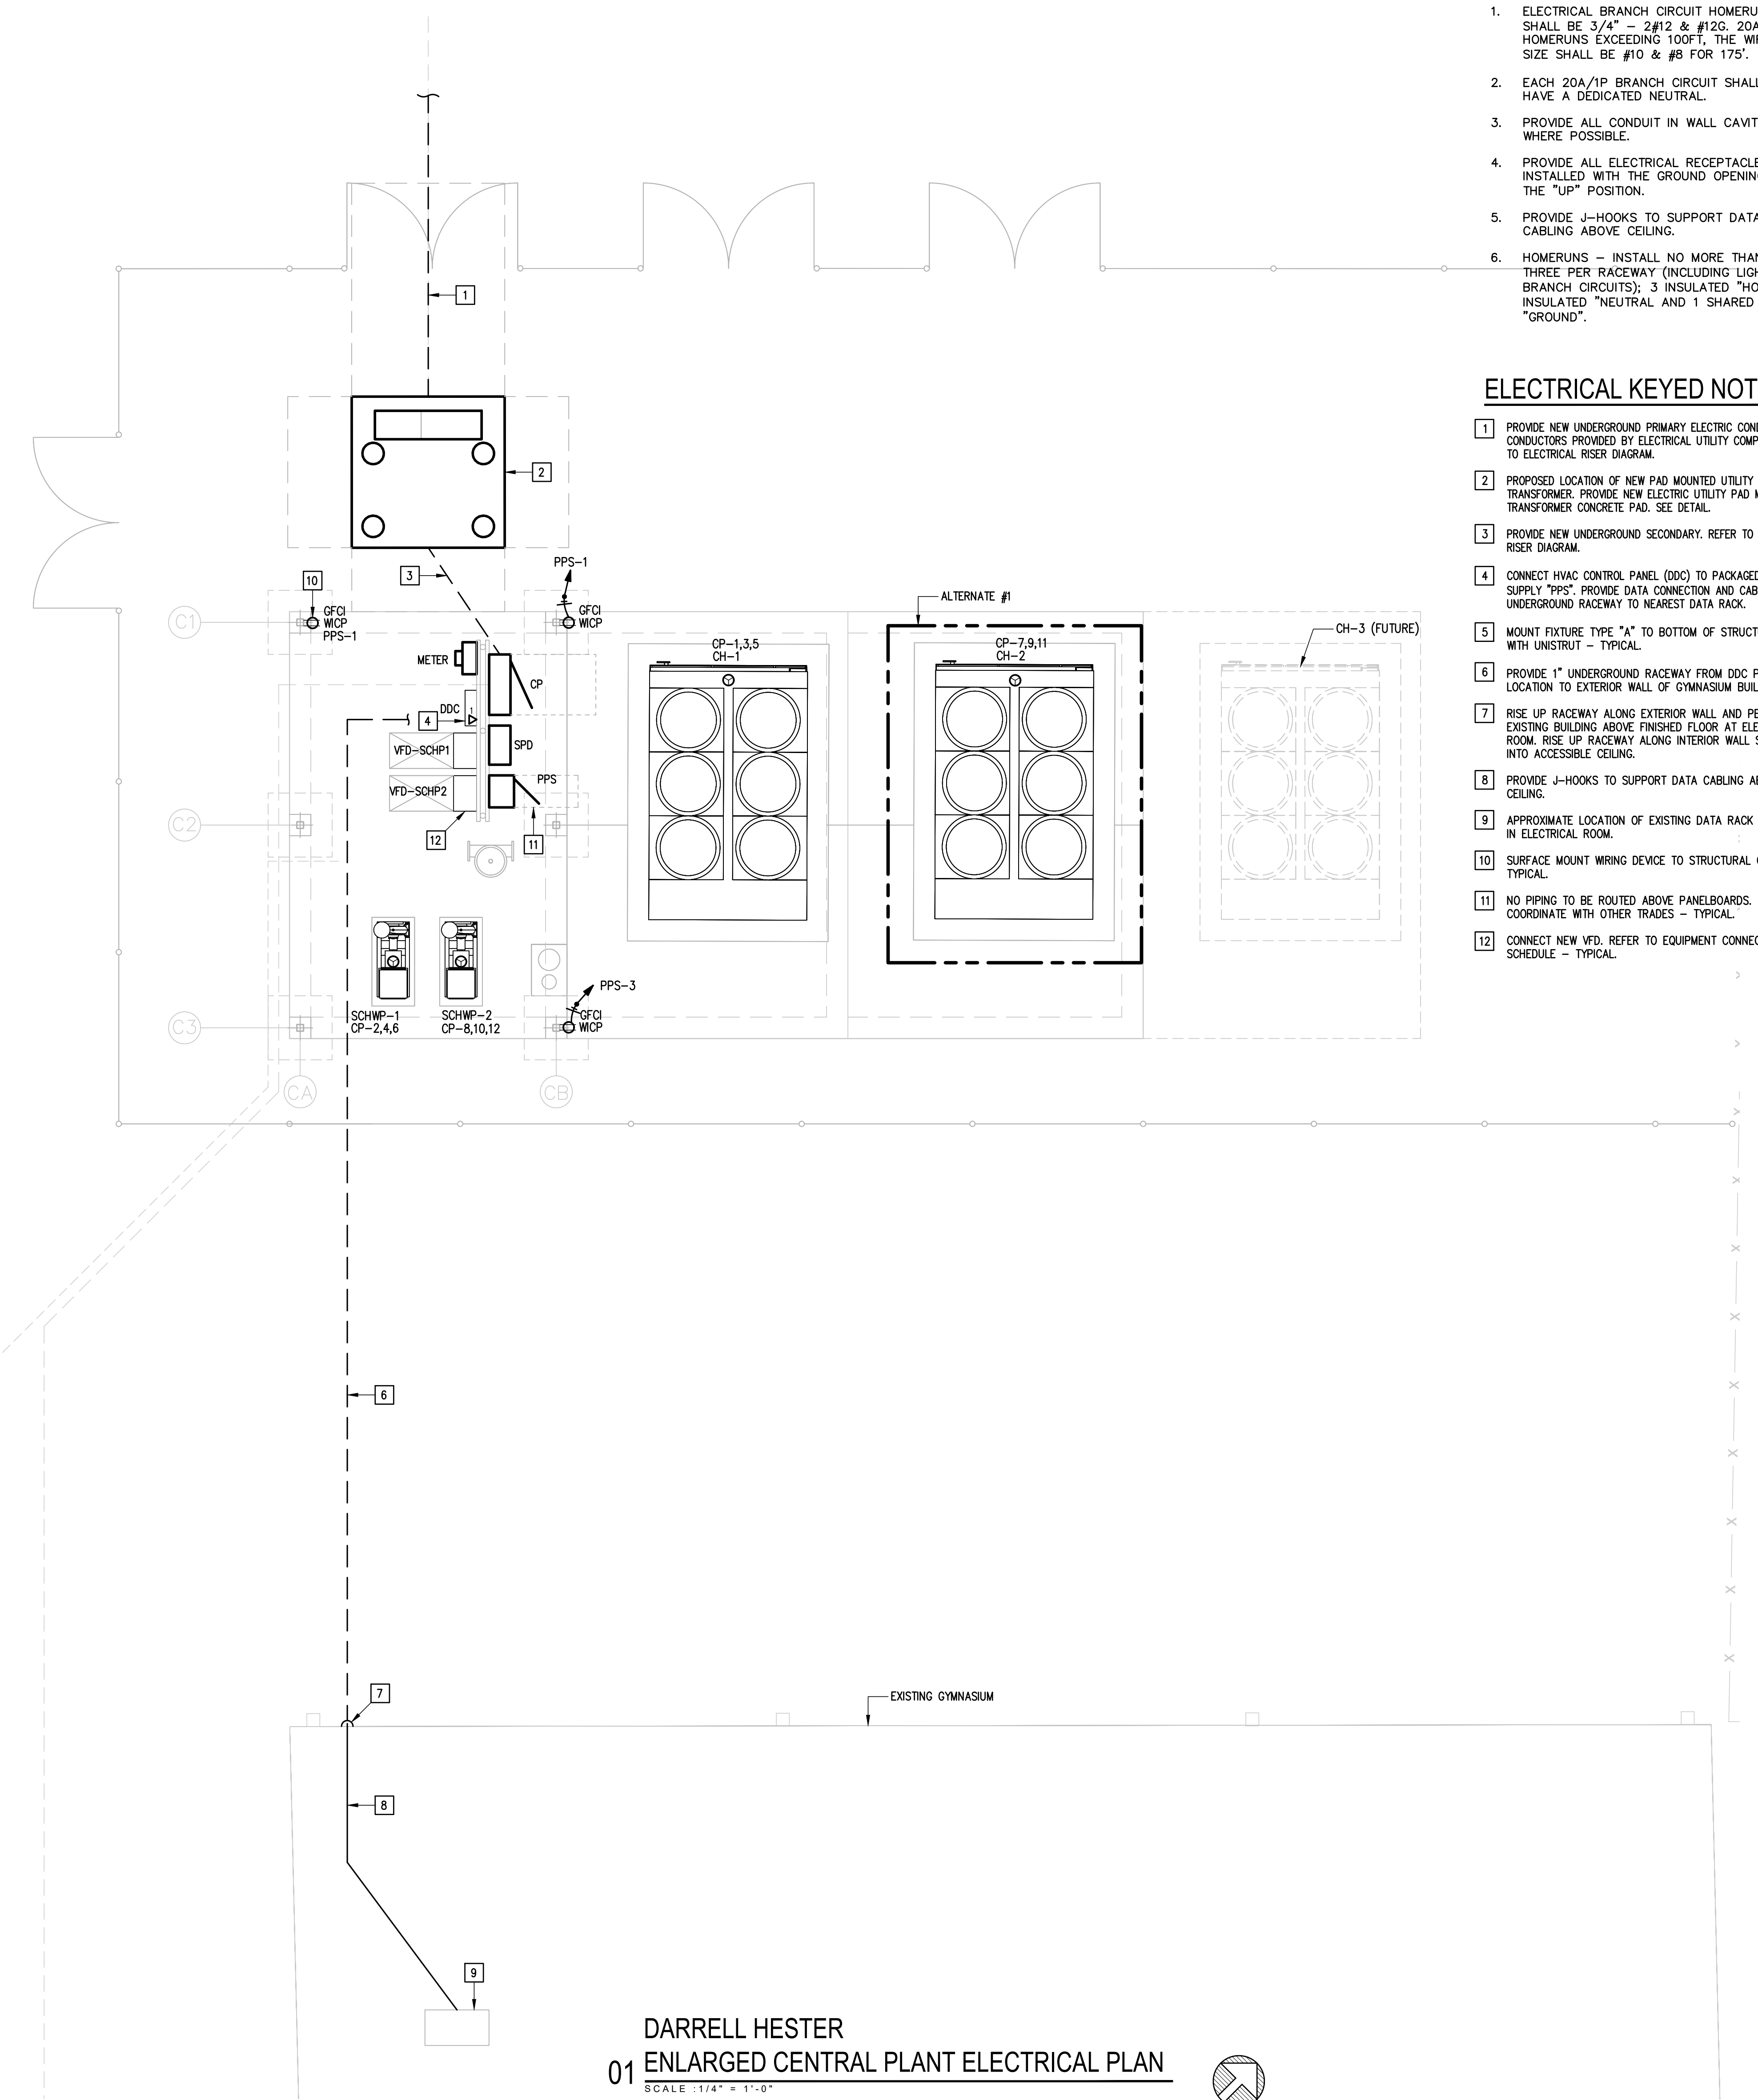 1. ELECTRICAL BRANCH CIRCUIT HOMERU
SHALL BE 3/4" – 2#12 & #12G. 20A
HOMERUNS EXCEEDING 100FT, THE WI
SIZE SHALL BE #10 & #8 FOR 175'.
2. EACH 20A/1P BRANCH CIRCUIT SHALL
HAVE A DEDICATED NEUTRAL.
3. PROVIDE ALL CONDUIT IN WALL CAVIT
WHERE POSSIBLE.
4. PROVIDE ALL ELECTRICAL RECEPTACLE
INSTALLED WITH THE GROUND OPENING
THE "UP" POSITION.
5. PROVIDE J–HOOKS TO SUPPORT DATA
CABLING ABOVE CEILING.
6. HOMERUNS – INSTALL NO MORE THAN
THREE PER RACEWAY (INCLUDING LIGH
BRANCH CIRCUITS); 3 INSULATED "HO
INSULATED "NEUTRAL AND 1 SHARED
"GROUND".
ELECTRICAL KEYED NOT
1 PROVIDE NEW UNDERGROUND PRIMARY ELECTRIC CON
CONDUCTORS PROVIDED BY ELECTRICAL UTILITY COMP
TO ELECTRICAL RISER DIAGRAM.
2 PROPOSED LOCATION OF NEW PAD MOUNTED UTILITY
TRANSFORMER. PROVIDE NEW ELECTRIC UTILITY PAD M
TRANSFORMER CONCRETE PAD. SEE DETAIL.
3 PROVIDE NEW UNDERGROUND SECONDARY. REFER TO
RISER DIAGRAM.
4 CONNECT HVAC CONTROL PANEL (DDC) TO PACKAGED
SUPPLY "PPS". PROVIDE DATA CONNECTION AND CAB
UNDERGROUND RACEWAY TO NEAREST DATA RACK.
5 MOUNT FIXTURE TYPE "A" TO BOTTOM OF STRUCT
WITH UNISTRUT – TYPICAL.
6 PROVIDE 1" UNDERGROUND RACEWAY FROM DDC P
LOCATION TO EXTERIOR WALL OF GYMNASIUM BUIL
7 RISE UP RACEWAY ALONG EXTERIOR WALL AND PE
EXISTING BUILDING ABOVE FINISHED FLOOR AT ELE
ROOM. RISE UP RACEWAY ALONG INTERIOR WALL S
INTO ACCESSIBLE CEILING.
8 PROVIDE J–HOOKS TO SUPPORT DATA CABLING AB
CEILING.
9 APPROXIMATE LOCATION OF EXISTING DATA RACK
IN ELECTRICAL ROOM.
10 SURFACE MOUNT WIRING DEVICE TO STRUCTURAL
TYPICAL.
11 NO PIPING TO BE ROUTED ABOVE PANELBOARDS.
COORDINATE WITH OTHER TRADES – TYPICAL.
12 CONNECT NEW VFD. REFER TO EQUIPMENT CONNEC
SCHEDULE – TYPICAL.
1
2
3
10
GFCI
WICP
PPS–1
PPS–1
GFCI
WICP
C1
METER
CP
DDC
1
4
SPD
VFD–SCHP1
VFD–SCHP2
PPS
12
11
C2
CP–1,3,5
CH–1
ALTERNATE #1
CP–7,9,11
CH–2
CH–3 (FUTURE)
PPS–3
GFCI
WICP
SCHWP–1
CP–2,4,6
SCHWP–2
CP–8,10,12
C3
CA
CB
6
7
EXISTING GYMNASIUM
8
9
DARRELL HESTER
01 ENLARGED CENTRAL PLANT ELECTRICAL PLAN
SCALE :1/4" = 1'-0"